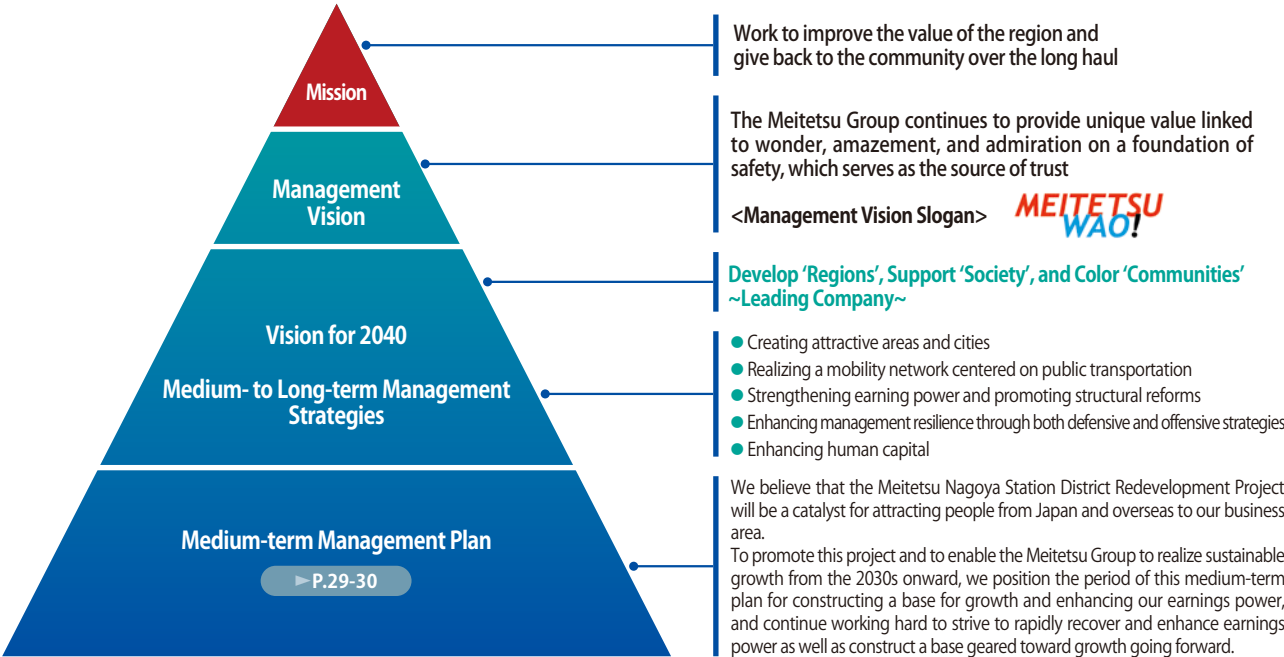 Mission
Work to improve the value of the region and
give back to the community over the long haul
Management
Vision
The Meitetsu Group continues to provide unique value linked
to wonder, amazement, and admiration on a foundation of
safety, which serves as the source of trust
<Management Vision Slogan>
MEITETSU
WAO!
Vision for 2040
Develop ‘Regions’, Support ‘Society’, and Color ‘Communities’
~Leading Company~
Medium- to Long-term Management
Strategies
● Creating attractive areas and cities
● Realizing a mobility network centered on public transportation
● Strengthening earning power and promoting structural reforms
● Enhancing management resilience through both defensive and offensive strategies
● Enhancing human capital
Medium-term Management Plan
►P.29-30
We believe that the Meitetsu Nagoya Station District Redevelopment Project
will be a catalyst for attracting people from Japan and overseas to our business
area.
To promote this project and to enable the Meitetsu Group to realize sustainable
growth from the 2030s onward, we position the period of this medium-term
plan for constructing a base for growth and enhancing our earnings power,
and continue working hard to strive to rapidly recover and enhance earnings
power as well as construct a base geared toward growth going forward.